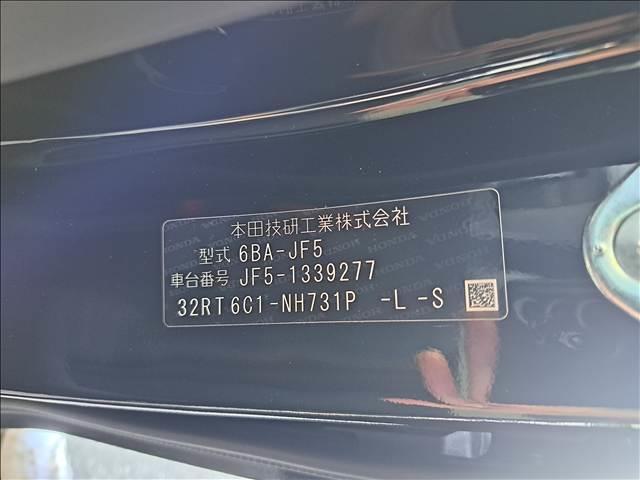 本田技研工業株式会社
型式 6BA-JF5
車台番号 JF5-1339277
32RT6C1-NH731P -L -S